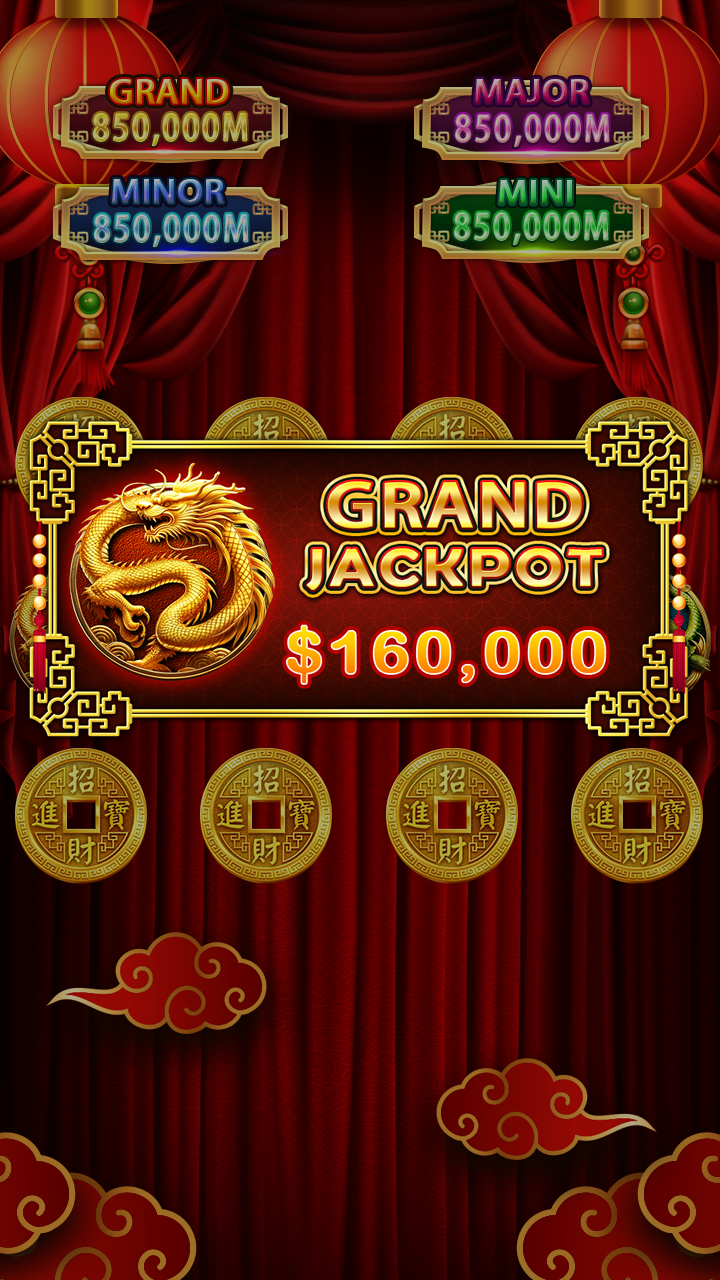 GRAND
850,000M
MAJOR
850,000M
MINOR
850,000M
MINI
850,000M
招
招
GRAND
JACKPOT
$160,000
招
進 寶
財
招
進 寶
財
招
進 寶
財
招
進 寶
財